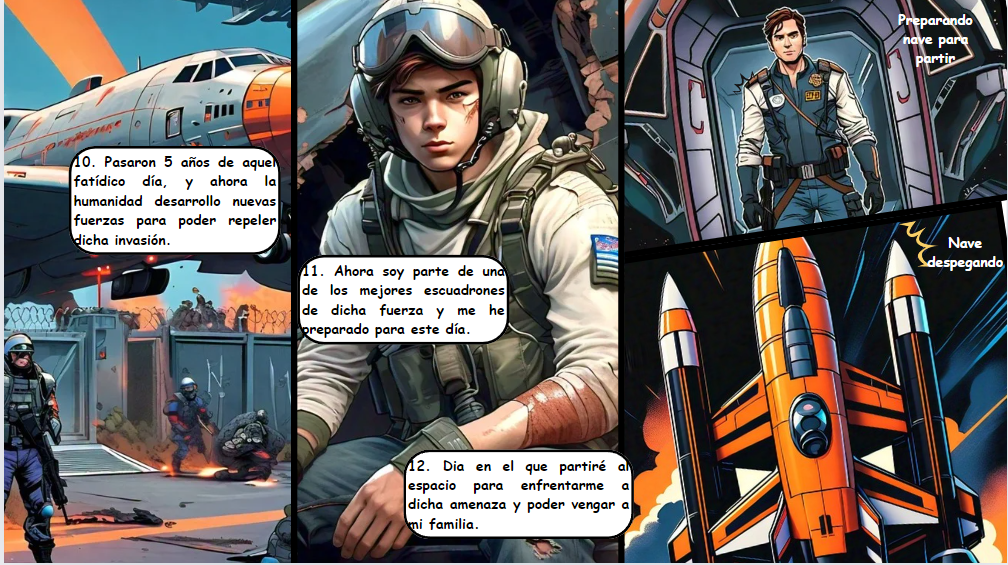 10. Pasaron 5 años de aquel
fatídico día, y ahora la
humanidad desarrollo nuevas
fuerzas para poder repeler
dicha invasión.
11. Ahora soy parte de una
de los mejores escuadrones
de dicha fuerza y me he
preparado para este día.
12. Dia en el que partiré al
espacio para enfrentarme a
dicha amenaza y poder vengar a
mi familia.
Preparando
nave para
partir
Nave
despegando